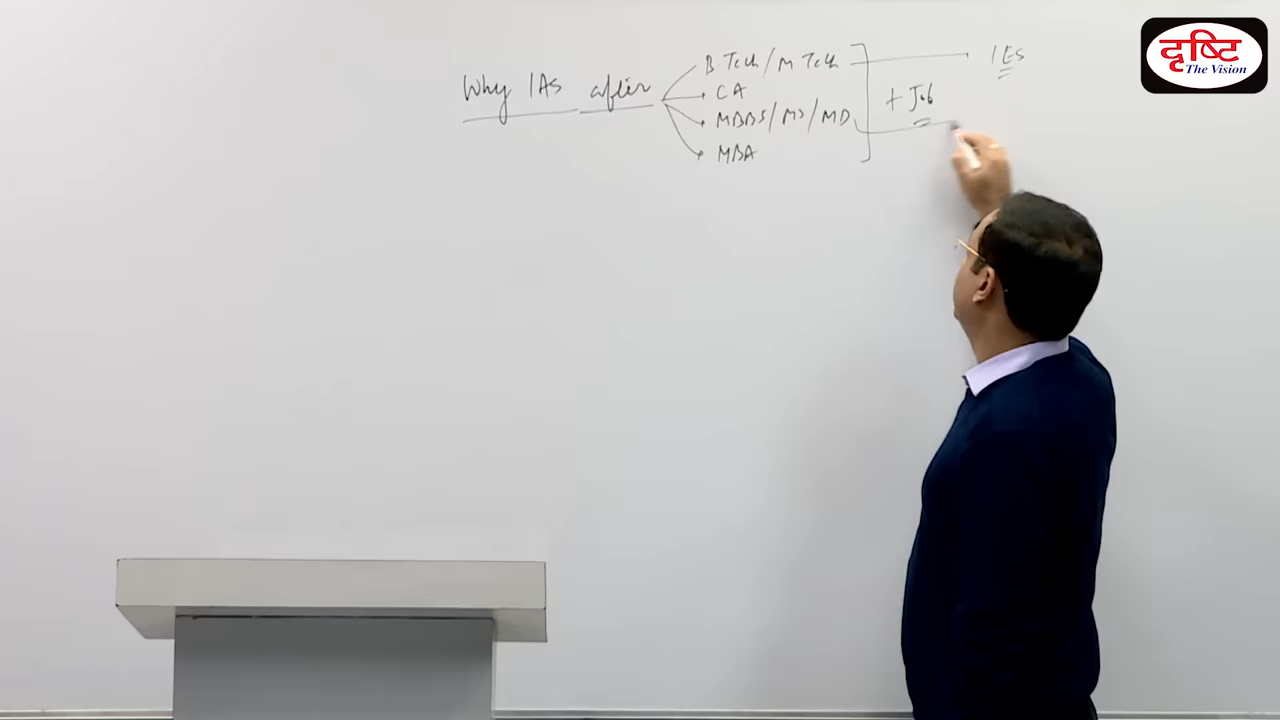 Why IAS after
B Tech / M Tech
CA
MBBS / MS / MD
MBA
+ Job
IES
दृष्टि
The Vision